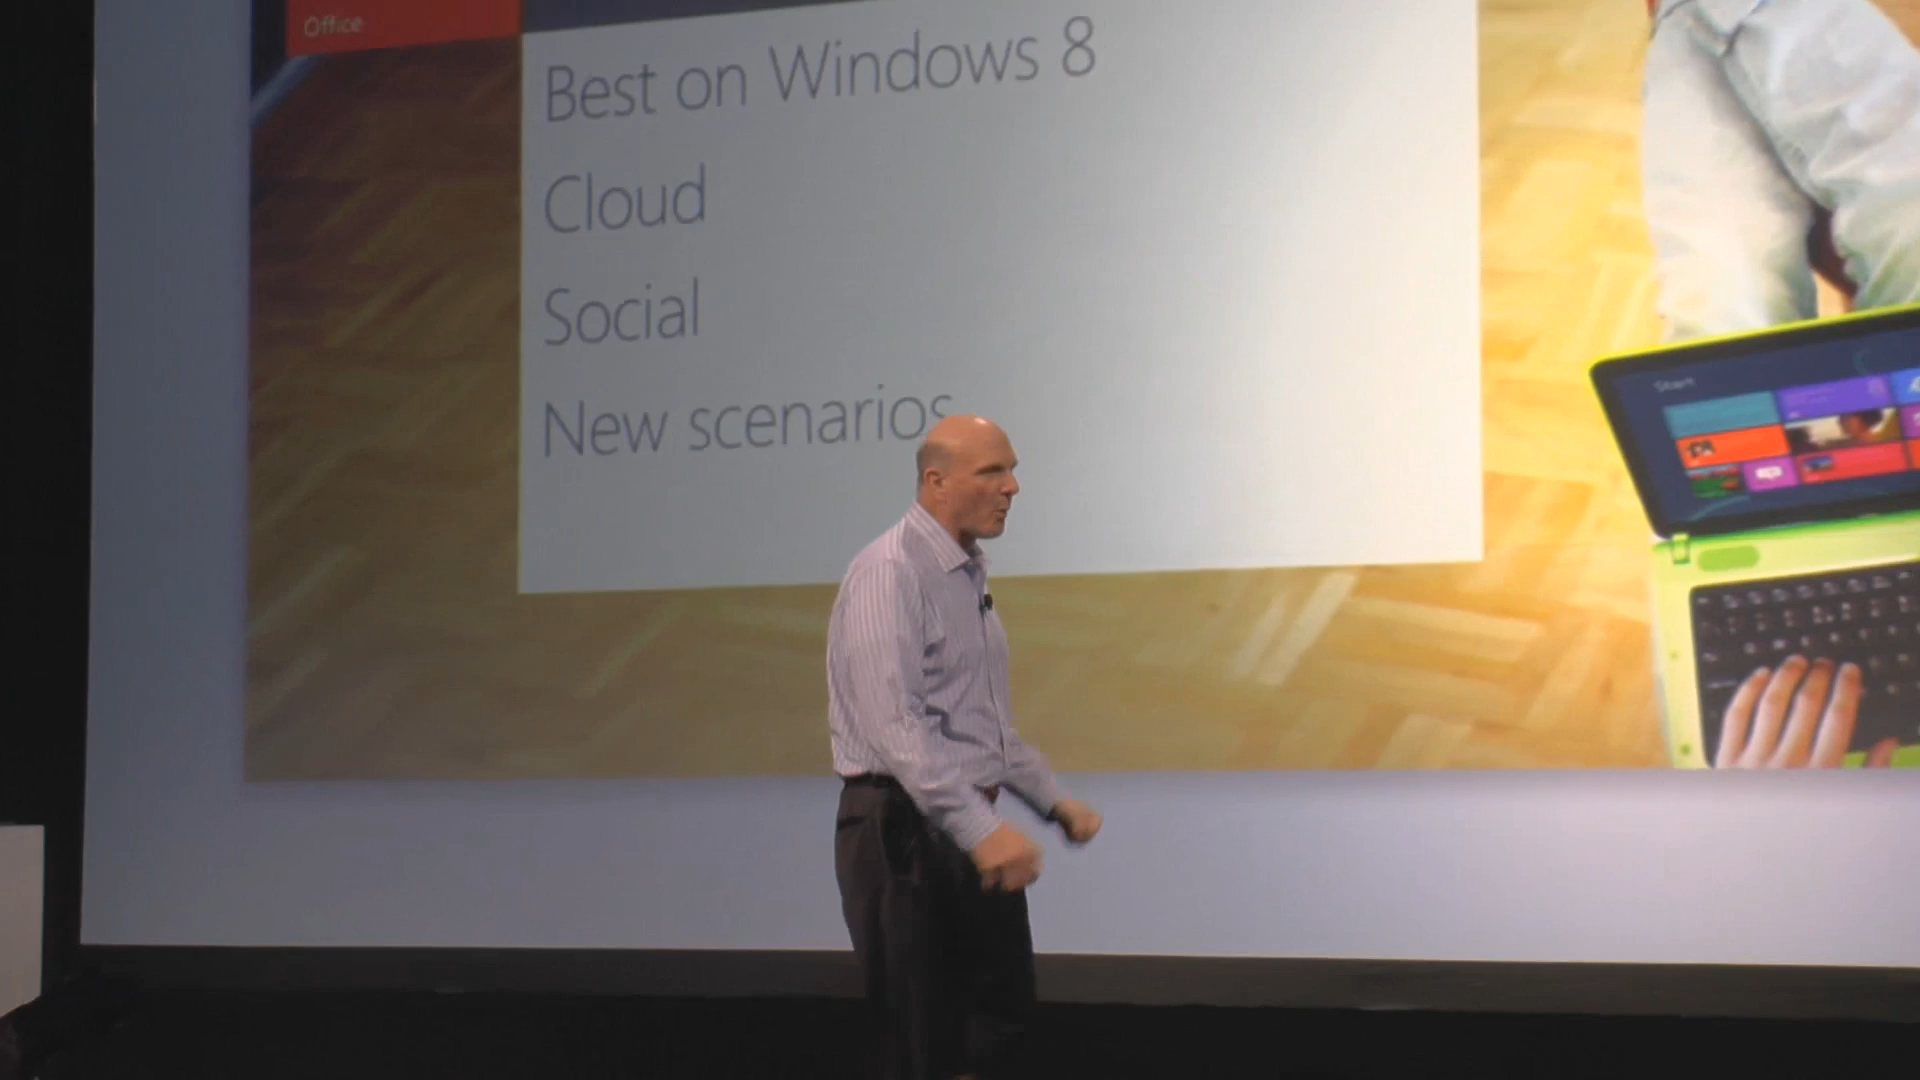 Office
Best on Windows 8
Cloud
Social
New scenarios
Start